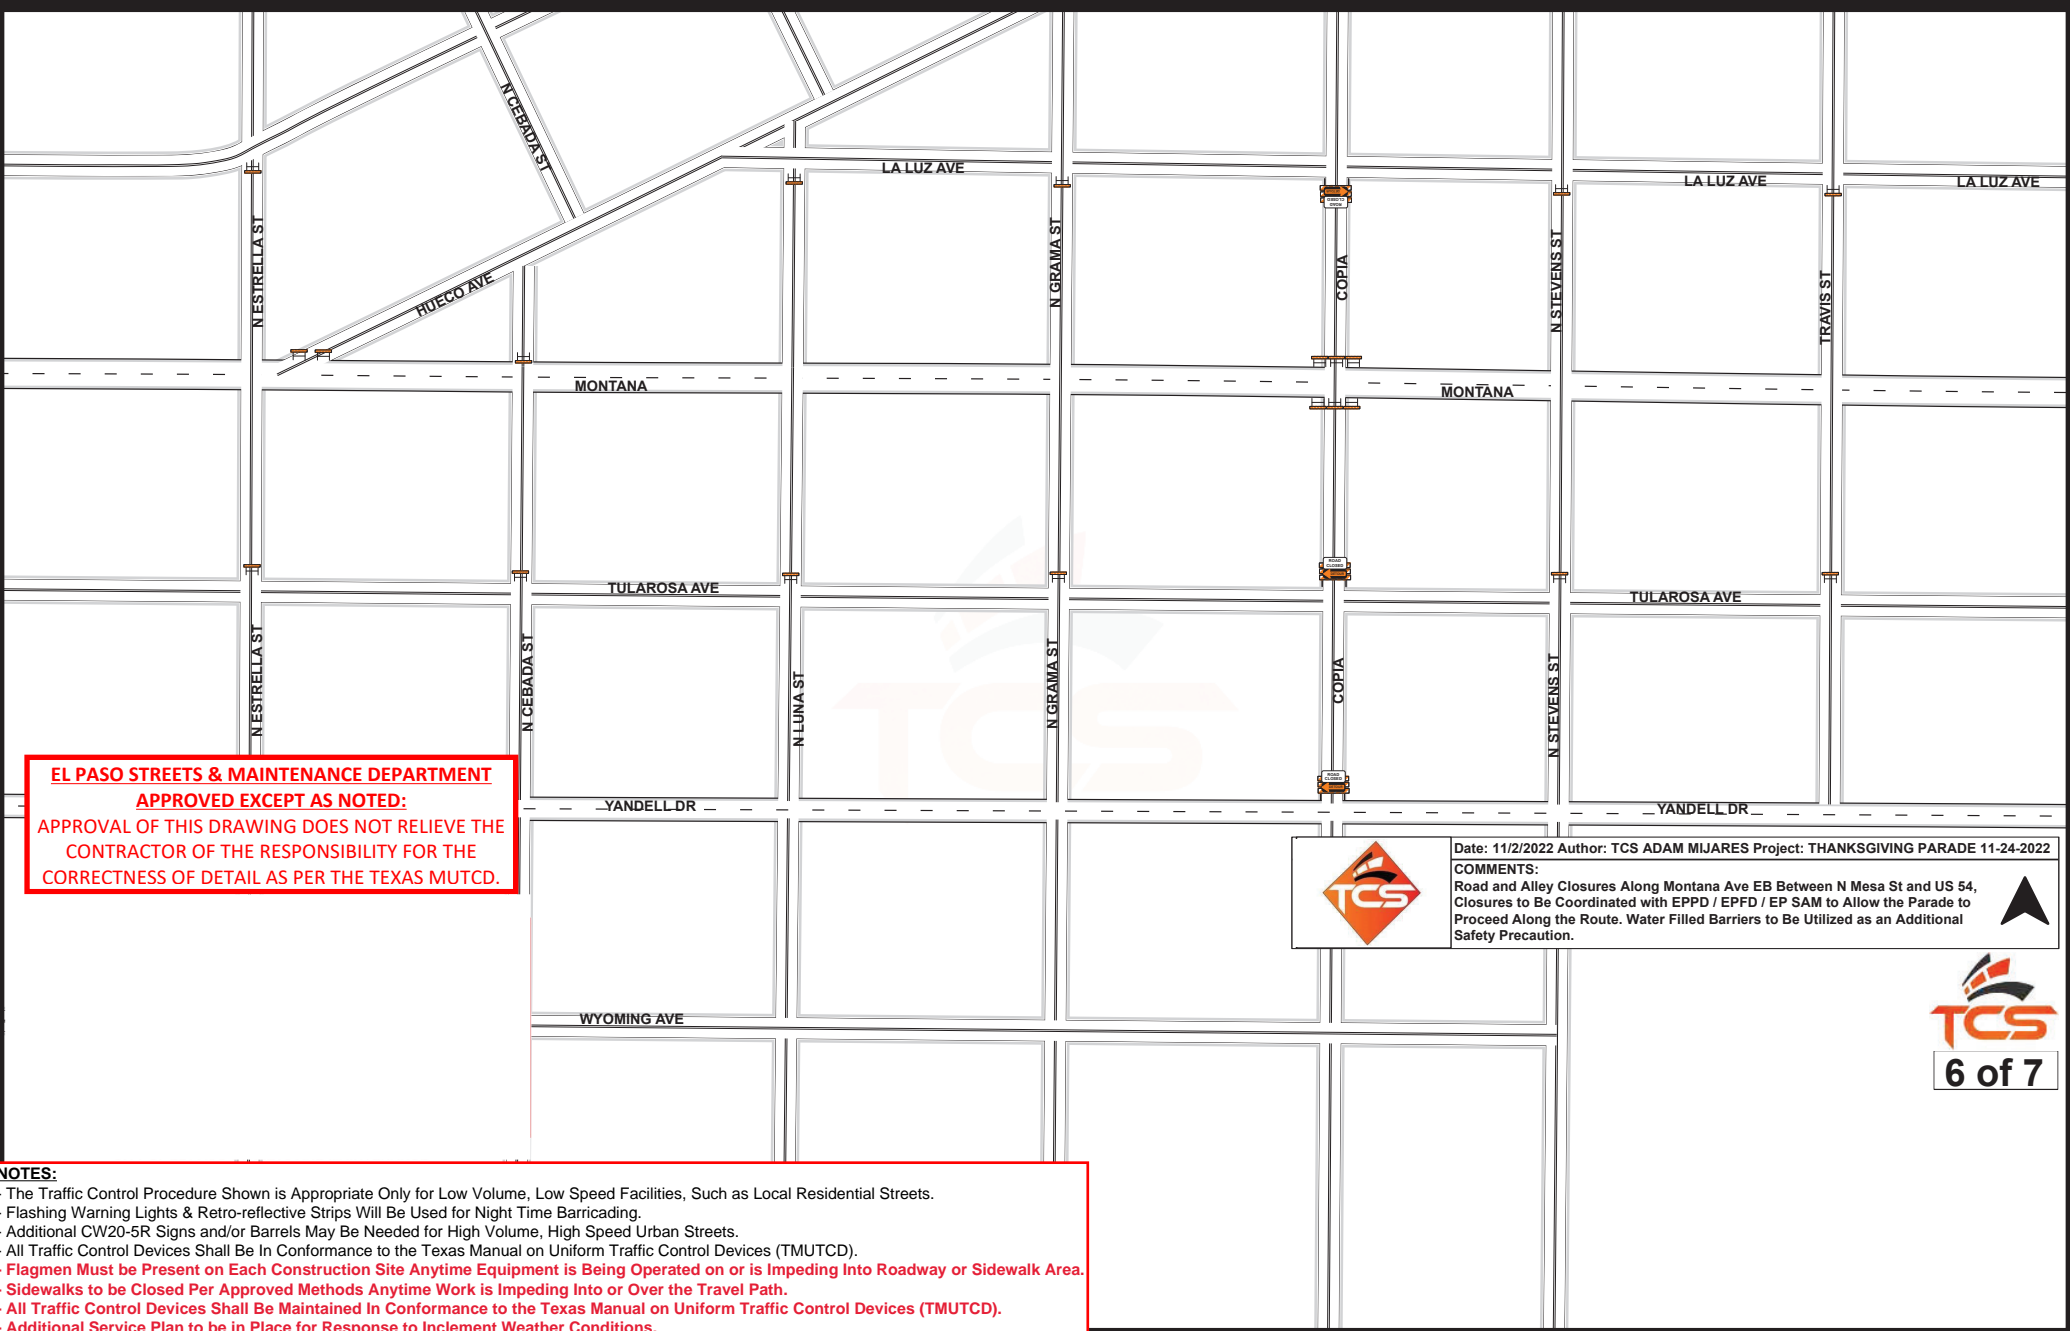 N CEBADA ST
LA LUZ AVE
LA LUZ AVE
LA LUZ AVE
ROAD
CLOSED
N ESTRELLA ST
HUECO AVE
N GRAMA ST
COPIA
N STEVENS ST
TRAVIS ST
MONTANA
MONTANA
ROAD
CLOSED
TULAROSA AVE
TULAROSA AVE
N ESTRELLA ST
N CEBADA ST
N LUNA ST
N GRAMA ST
COPIA
N STEVENS ST
TCS
ROAD
CLOSED
YANDELL DR
YANDELL DR
EL PASO STREETS & MAINTENANCE DEPARTMENT
APPROVED EXCEPT AS NOTED:
APPROVAL OF THIS DRAWING DOES NOT RELIEVE THE
CONTRACTOR OF THE RESPONSIBILITY FOR THE
CORRECTNESS OF DETAIL AS PER THE TEXAS MUTCD.
TCS
Date: 11/2/2022 Author: TCS ADAM MIJARES Project: THANKSGIVING PARADE 11-24-2022
COMMENTS:
Road and Alley Closures Along Montana Ave EB Between N Mesa St and US 54,
Closures to Be Coordinated with EPPD / EPFD / EP SAM to Allow the Parade to
Proceed Along the Route. Water Filled Barriers to Be Utilized as an Additional
Safety Precaution.
WYOMING AVE
TCS
6 of 7
NOTES:
- The Traffic Control Procedure Shown is Appropriate Only for Low Volume, Low Speed Facilities, Such as Local Residential Streets.
- Flashing Warning Lights & Retro-reflective Strips Will Be Used for Night Time Barricading.
- Additional CW20-5R Signs and/or Barrels May Be Needed for High Volume, High Speed Urban Streets.
- All Traffic Control Devices Shall Be In Conformance to the Texas Manual on Uniform Traffic Control Devices (TMUTCD).
- Flagmen Must be Present on Each Construction Site Anytime Equipment is Being Operated on or is Impeding Into Roadway or Sidewalk Area.
- Sidewalks to be Closed Per Approved Methods Anytime Work is Impeding Into or Over the Travel Path.
- All Traffic Control Devices Shall Be Maintained In Conformance to the Texas Manual on Uniform Traffic Control Devices (TMUTCD).
- Additional Service Plan to be in Place for Response to Inclement Weather Conditions.